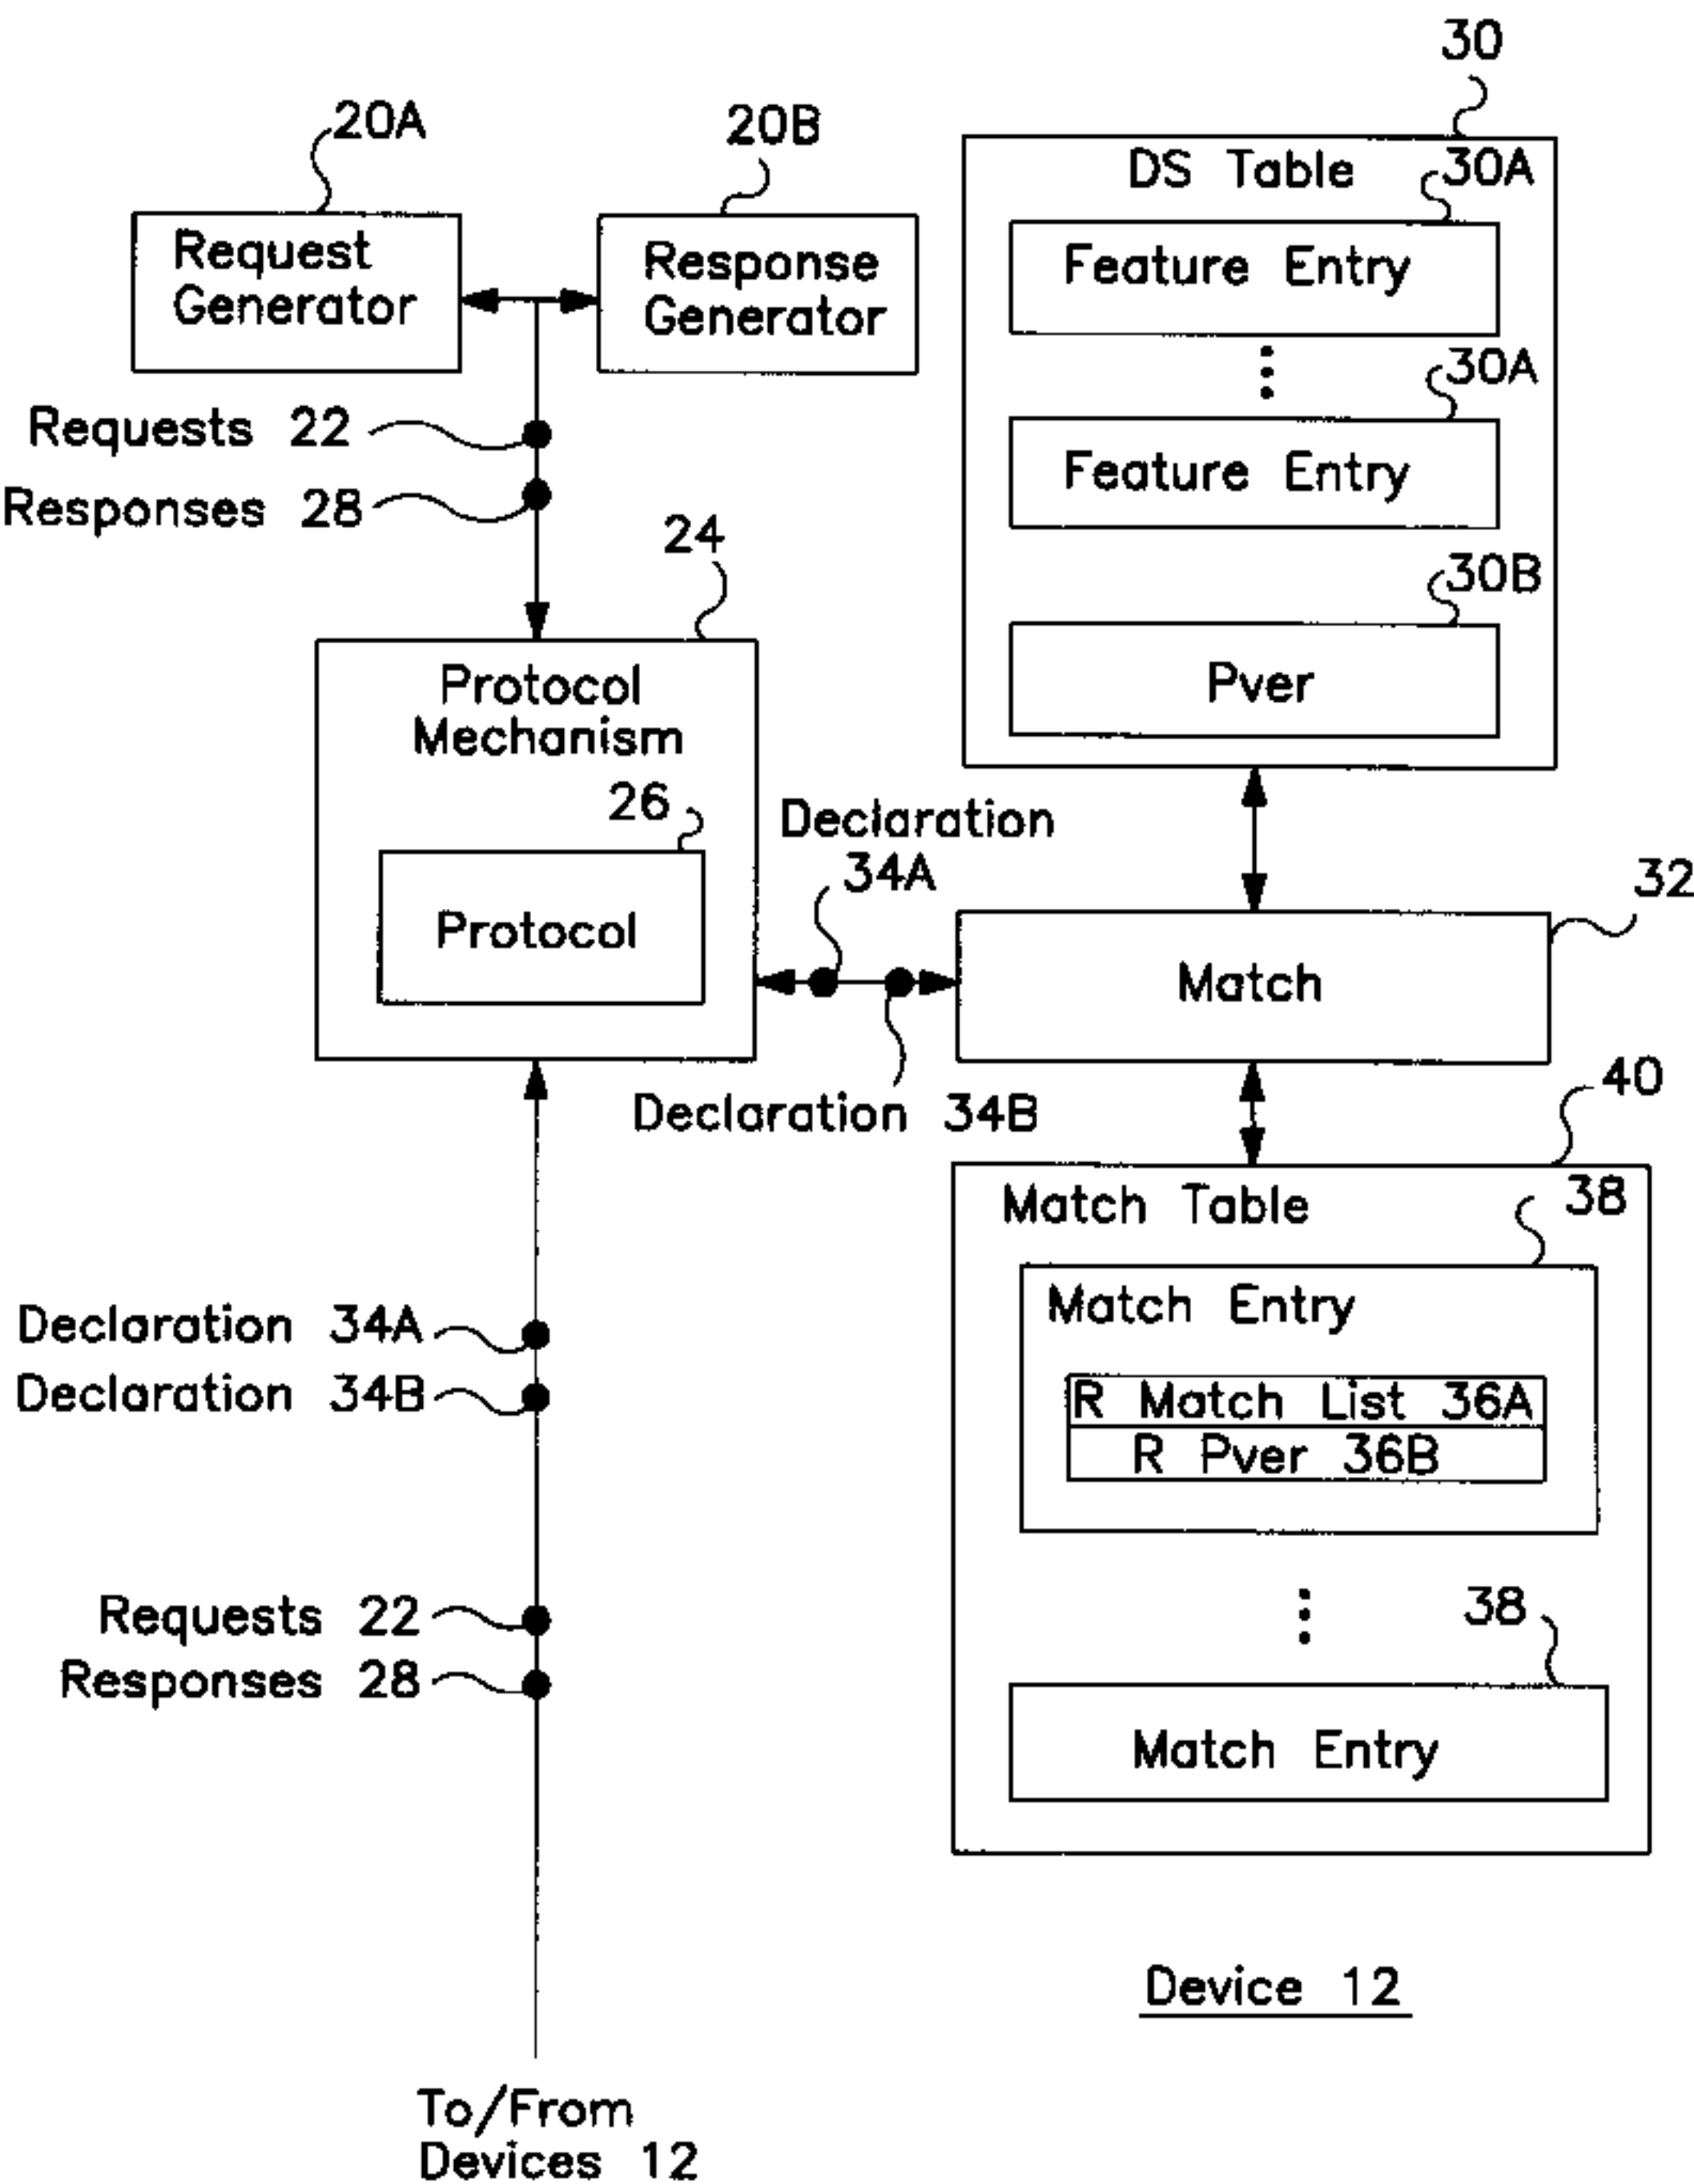 30
20A
20B
DS Table
30A
Request
Generator
Response
Generator
Feature Entry
30A
Requests 22
Feature Entry
Responses 28
24
30B
Protocol
Mechanism
Pver
26
Declaration
34A
32
Protocol
Match
Declaration 34B
40
Match Table
38
Match Entry
Declaration 34A
Declaration 34B
R Match List 36A
R Pver 36B
Requests 22
38
Responses 28
Match Entry
Device 12
To/From
Devices 12